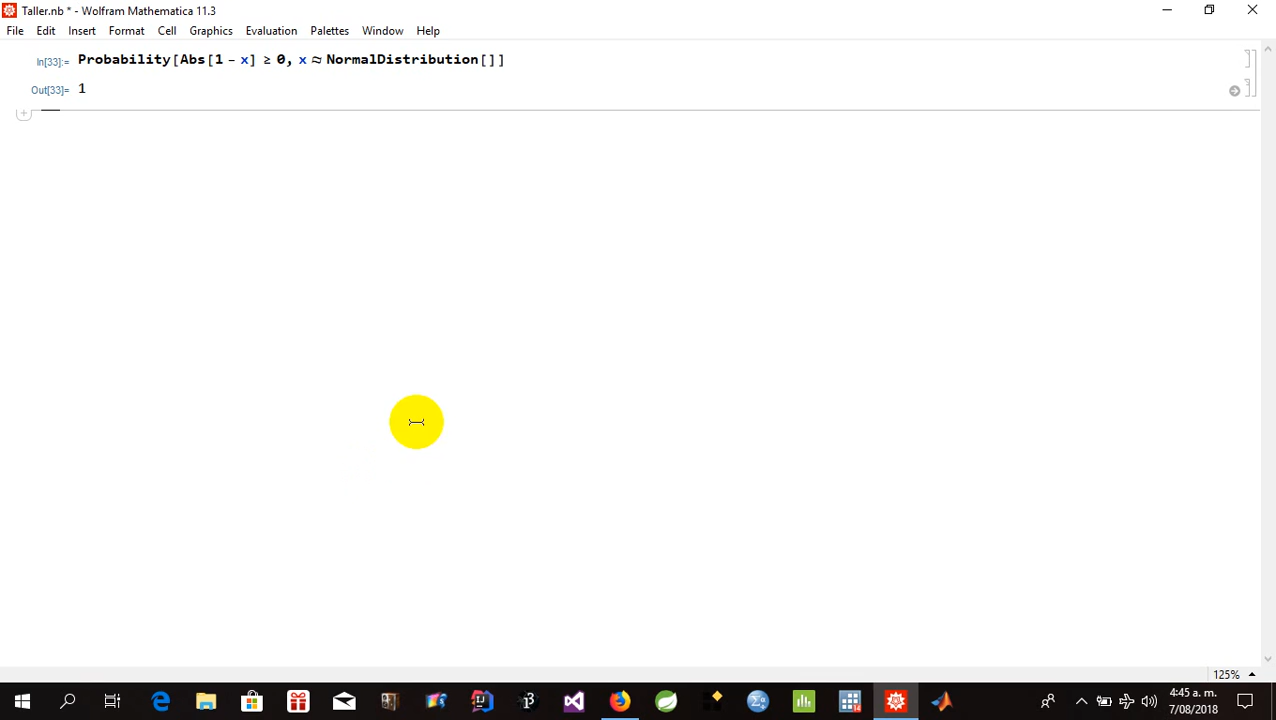 Taller.nb * - Wolfram Mathematica 11.3
File Edit Insert Format Cell Graphics Evaluation Palettes Window Help
In[33]:= Probability[Abs[1 - x] ≥ 0, x ≈ NormalDistribution[]]
Out[33]= 1
125%
4:45 a. m.
7/08/2018